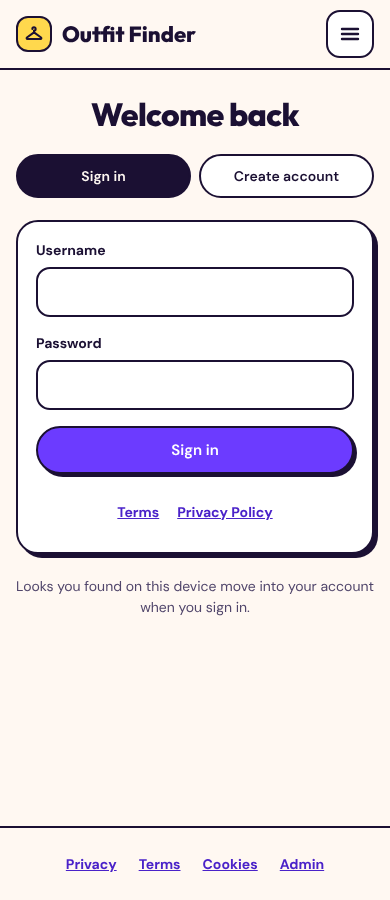 Outfit Finder
Welcome back
Sign in
Create account
Username
Password
Sign in
Terms Privacy Policy
Looks you found on this device move into your account
when you sign in.
Privacy Terms Cookies Admin